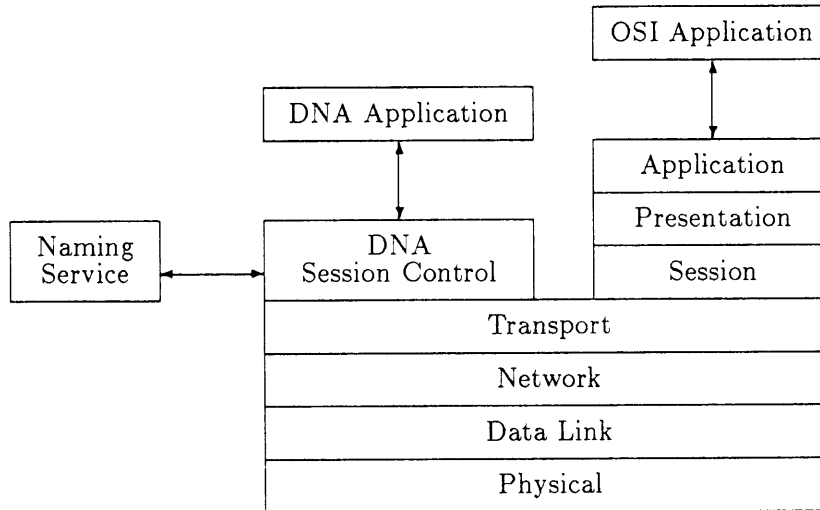 OSI Application
DNA Application
Application
Presentation
Naming
Service
DNA
Session Control
Session
Transport
Network
Data Link
Physical